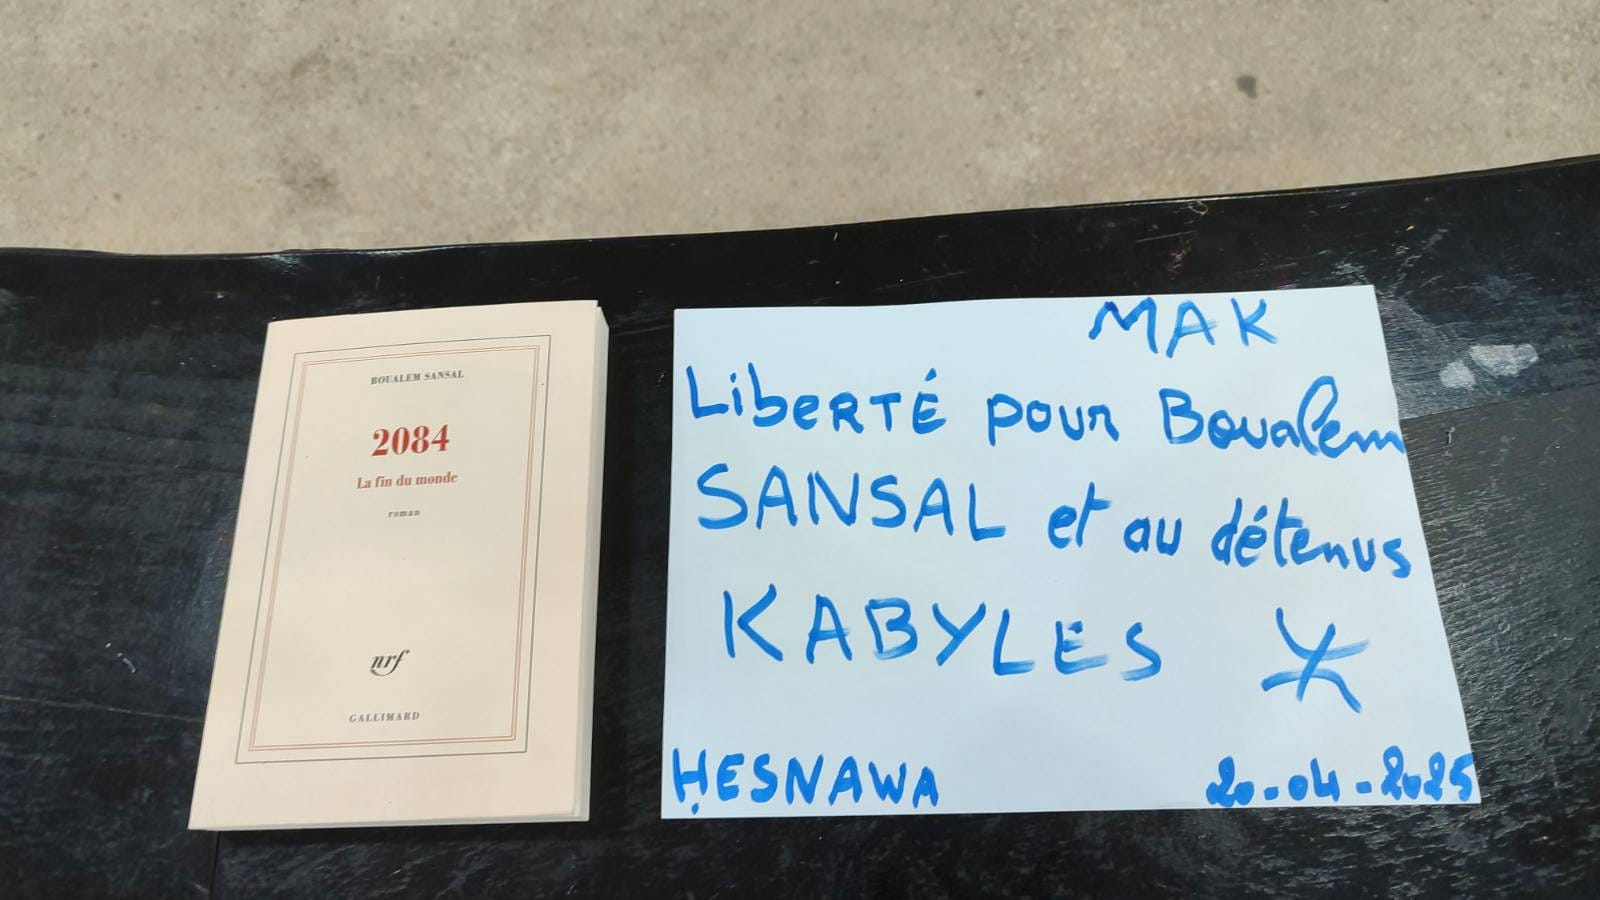 BOUALEM SANSAL
2084
La fin du monde
roman
nrf
GALLIMARD
MAK
Liberté pour Boualem
SANSAL et au détenus
KABYLES ⵣ
ḤESNAWA
20-04-2025